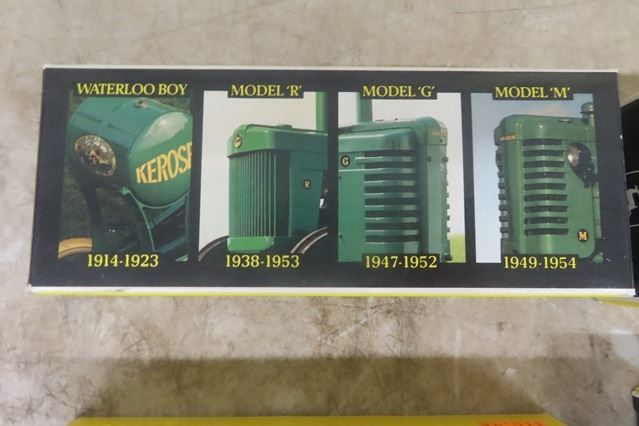 WATERLOO BOY
KEROSE
1914-1923
MODEL 'R'
R
1938-1953
MODEL 'G'
G
1947-1952
MODEL 'M'
M
1949-1954